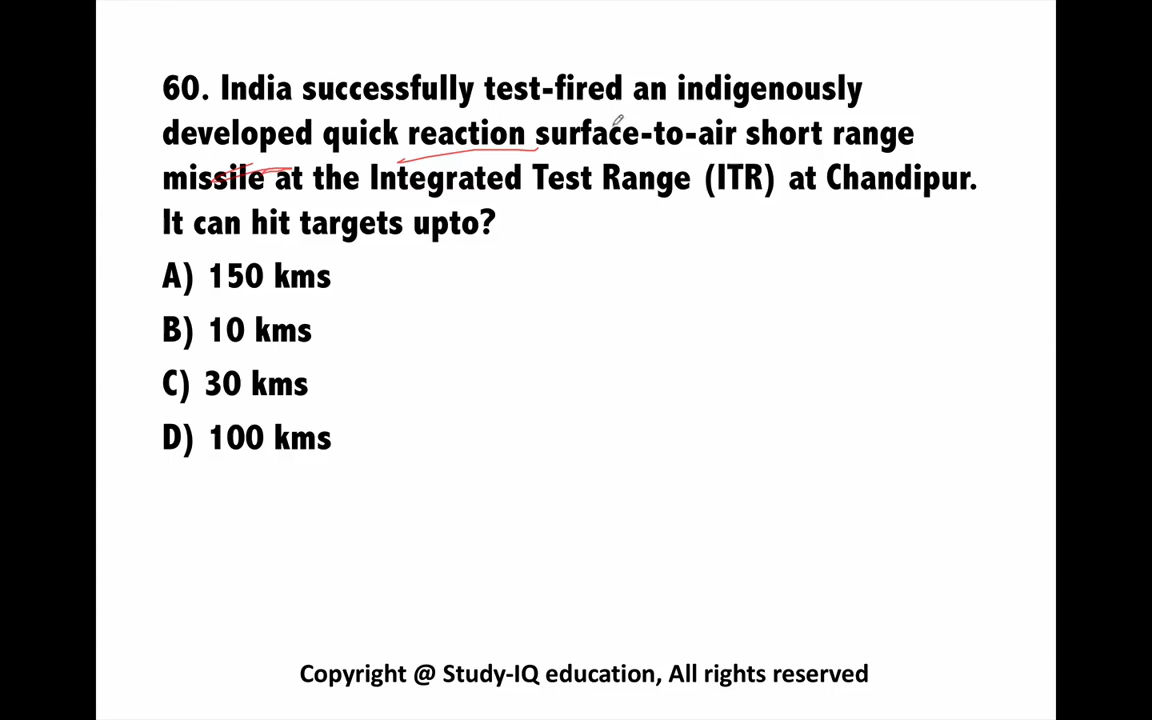 60. India successfully test-fired an indigenously
developed quick reaction surface-to-air short range
missile at the Integrated Test Range (ITR) at Chandipur.
It can hit targets upto?
A) 150 kms
B) 10 kms
C) 30 kms
D) 100 kms
Copyright @ Study-IQ education, All rights reserved